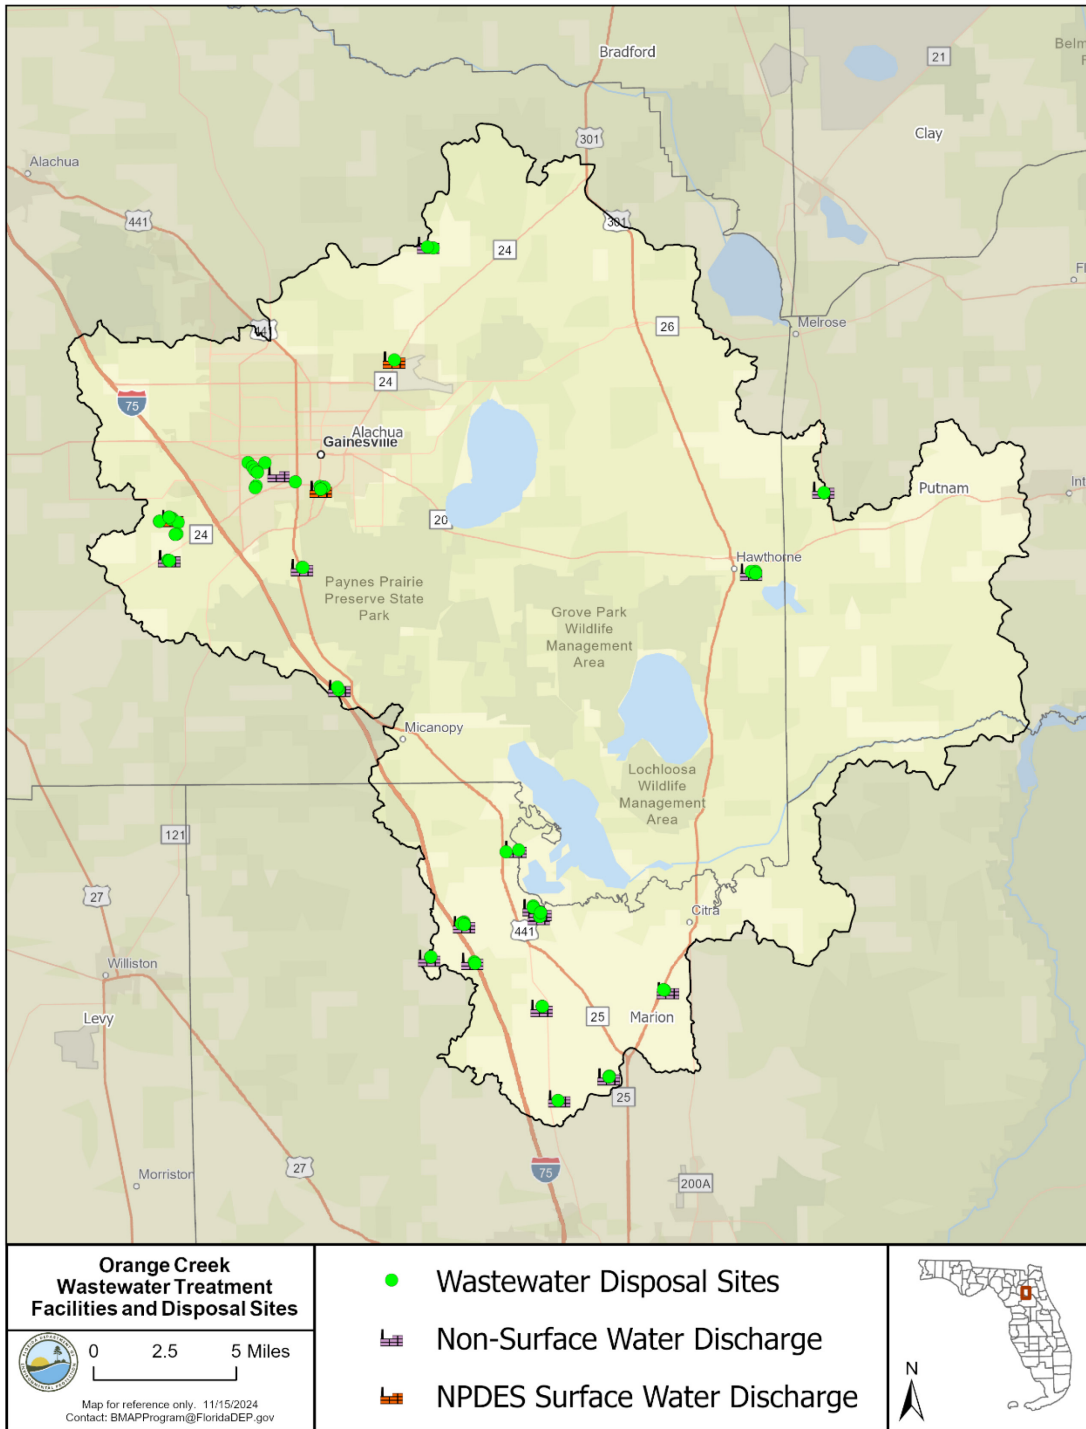 Bradford
Belm
21
F
301
Clay
Alachua
441
301
24
Fl
26
Melrose
441
24
75
Alachua
Gainesville
Putnam
Int
20
24
Hawthorne
Paynes Prairie
Preserve State
Park
Grove Park
Wildlife
Management
Area
Micanopy
Lochloosa
Wildlife
Management
Area
121
27
Citra
441
Williston
Levy
25
Marion
25
75
27
Morriston
200A
Orange Creek
Wastewater Treatment
Facilities and Disposal Sites
0 2.5 5 Miles
Map for reference only. 11/15/2024
Contact: BMAPProgram@FloridaDEP.gov
Wastewater Disposal Sites
Non-Surface Water Discharge
NPDES Surface Water Discharge
N